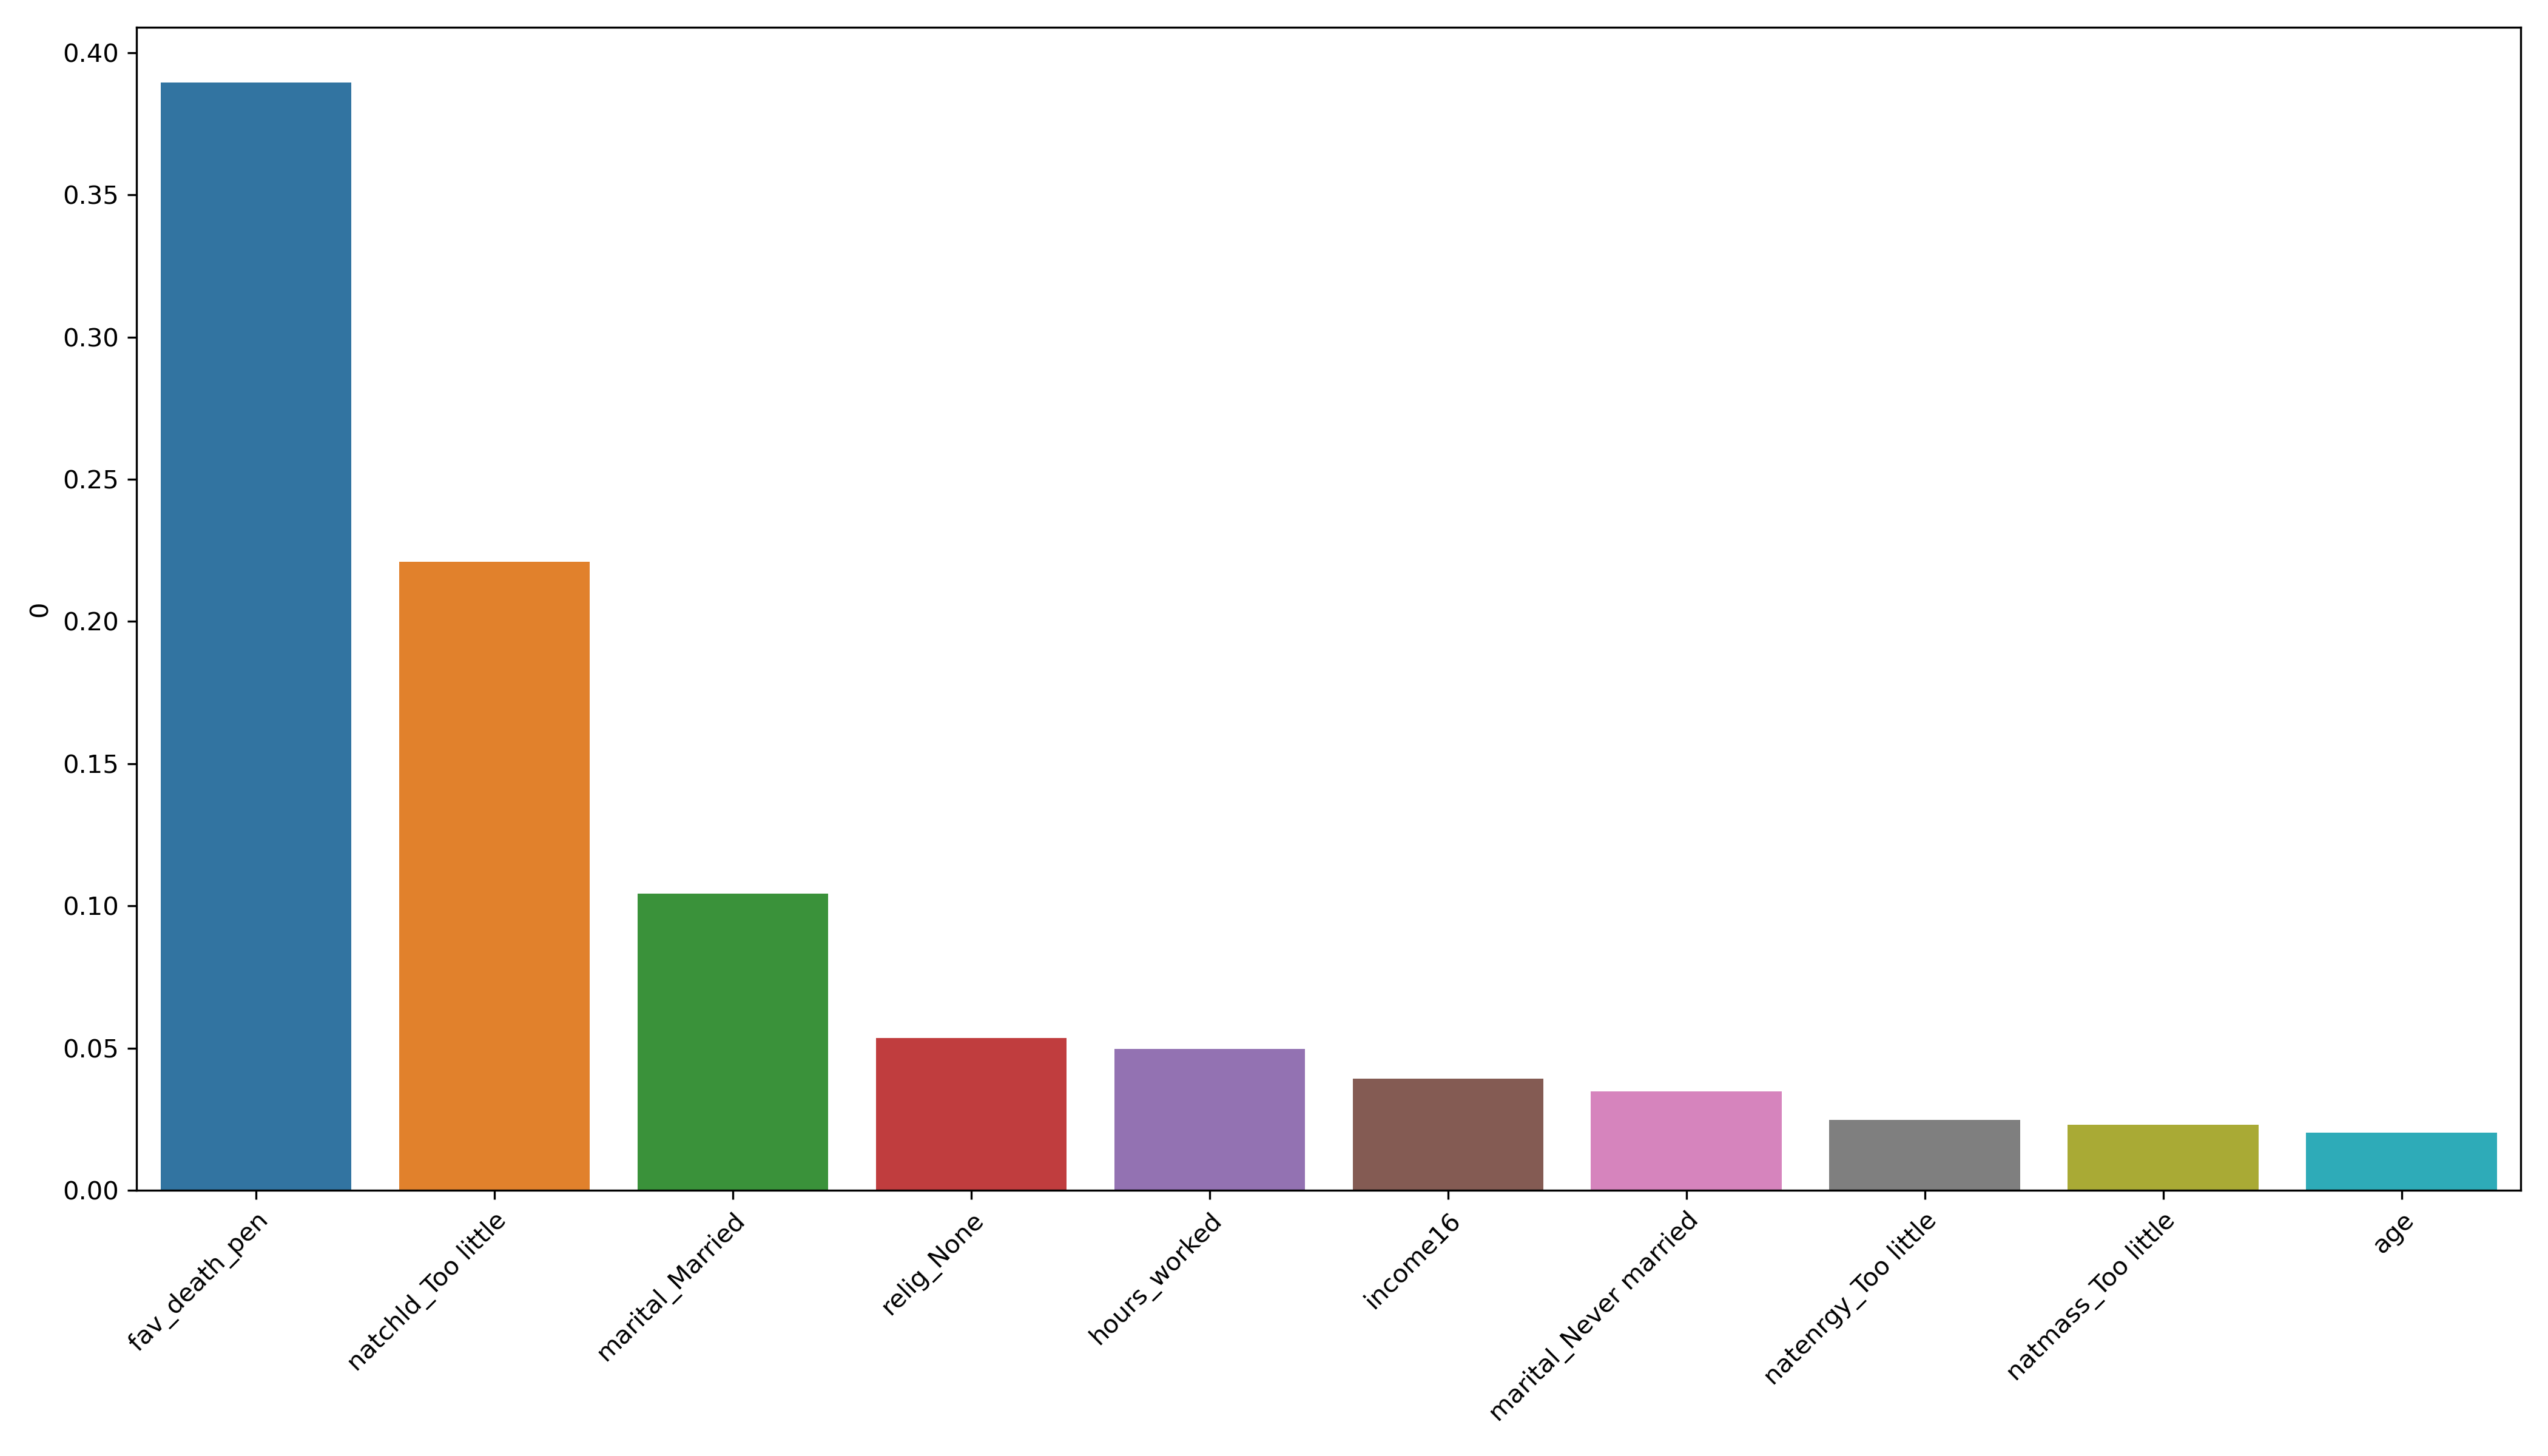 0.40
0.35
0.30
0.25
0.20
0.15
0.10
0.05
0.00
0
fav_death_pen
natchld_Too little
marital_Married
relig_None
hours_worked
income16
marital_Never married
natenrgy_Too little
natmass_Too little
age